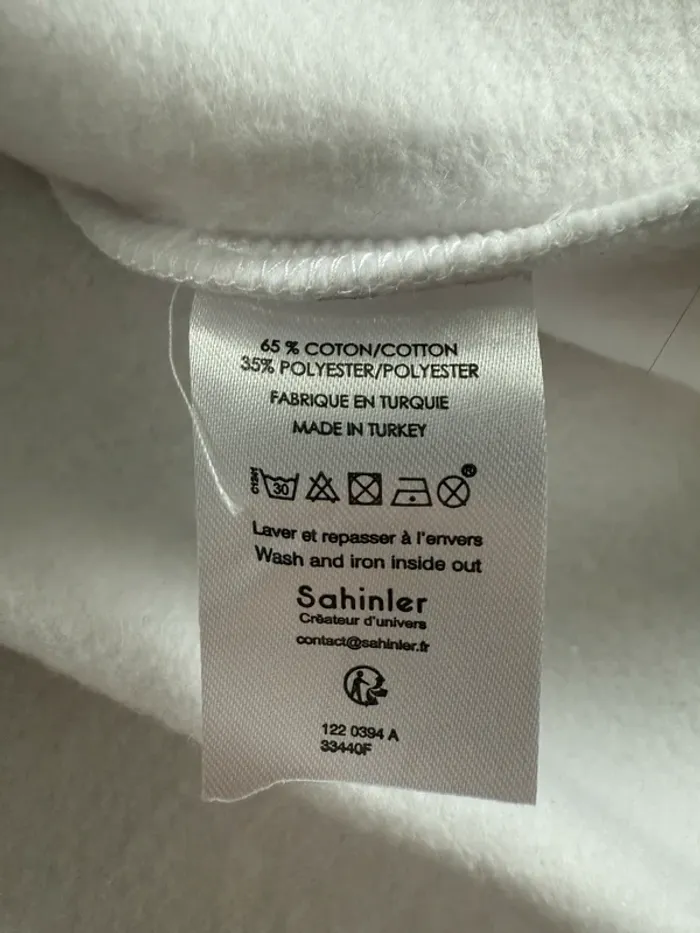 65 % COTON/COTTON
35% POLYESTER/POLYESTER
FABRIQUE EN TURQUIE
MADE IN TURKEY
30
®
Laver et repasser à l'envers
Wash and iron inside out
Sahinler
Créateur d'univers
contact@sahinler.fr
122 0394 A
33440F